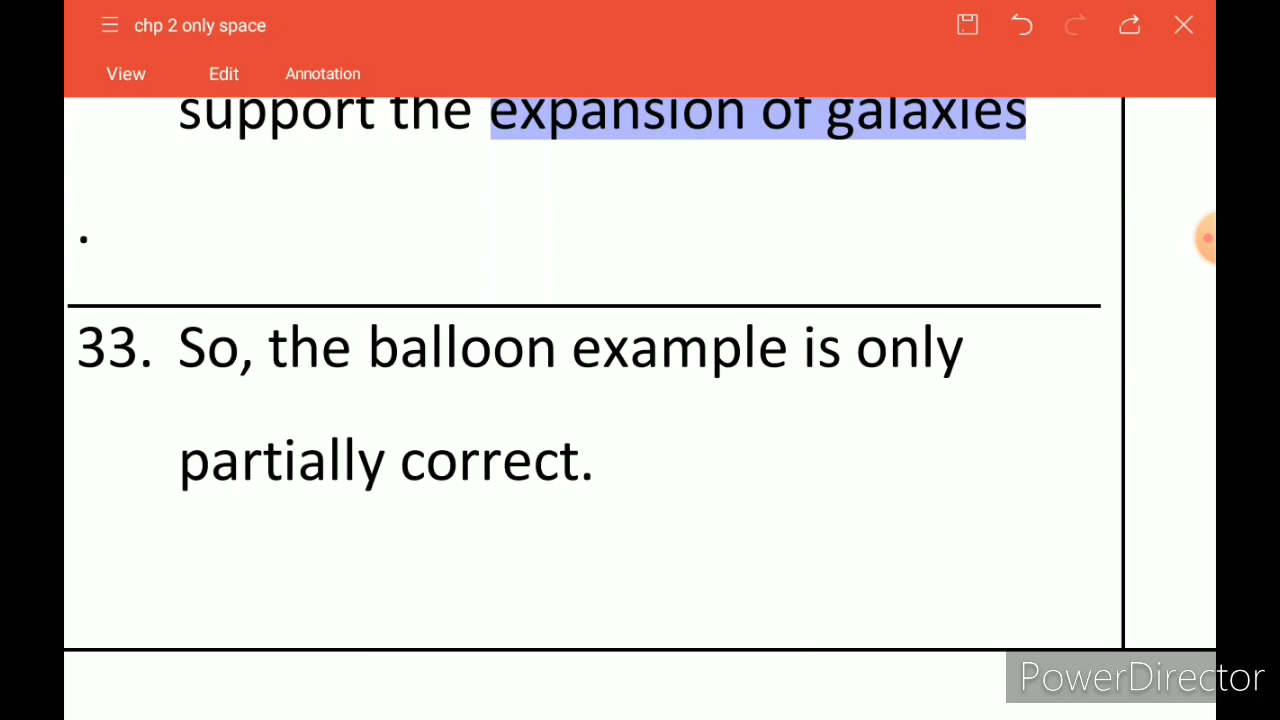 chp 2 only space
View Edit Annotation
support the expansion of galaxies
.
33. So, the balloon example is only
partially correct.
PowerDirector